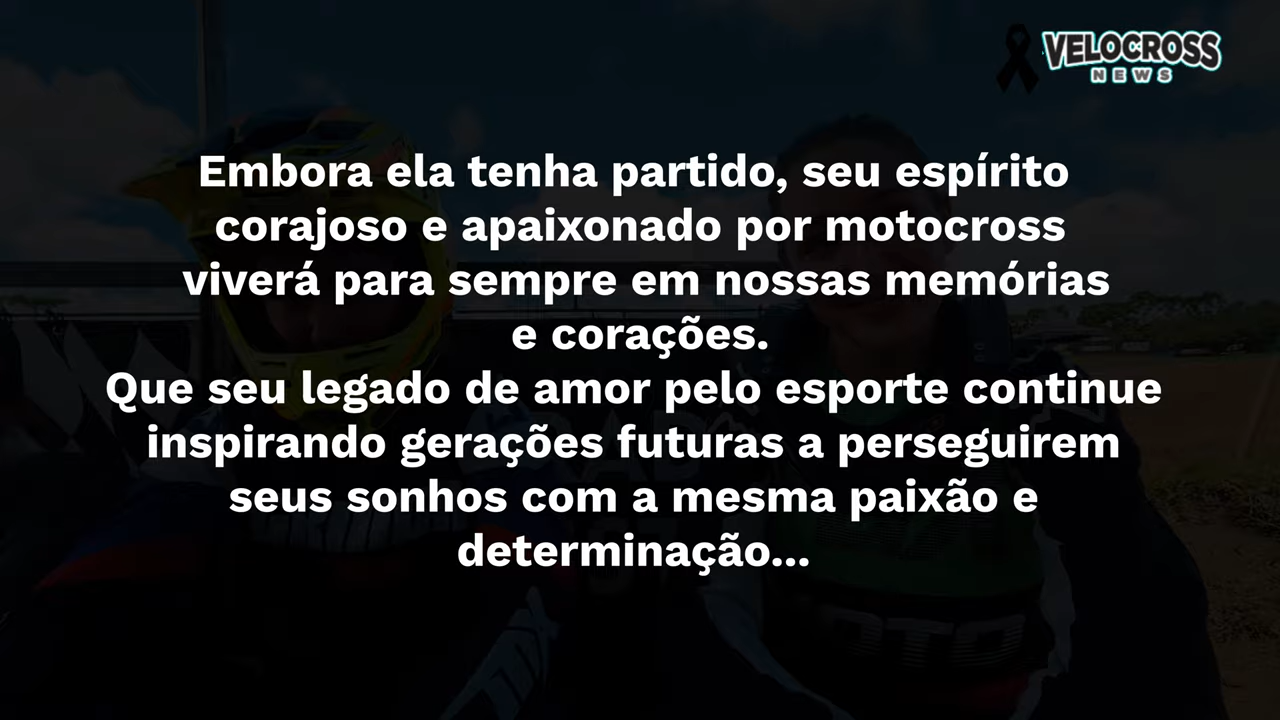 VELOCROSS
NEWS
Embora ela tenha partido, seu espírito
corajoso e apaixonado por motocross
viverá para sempre em nossas memórias
e corações.
Que seu legado de amor pelo esporte continue
inspirando gerações futuras a perseguirem
seus sonhos com a mesma paixão e
determinação...